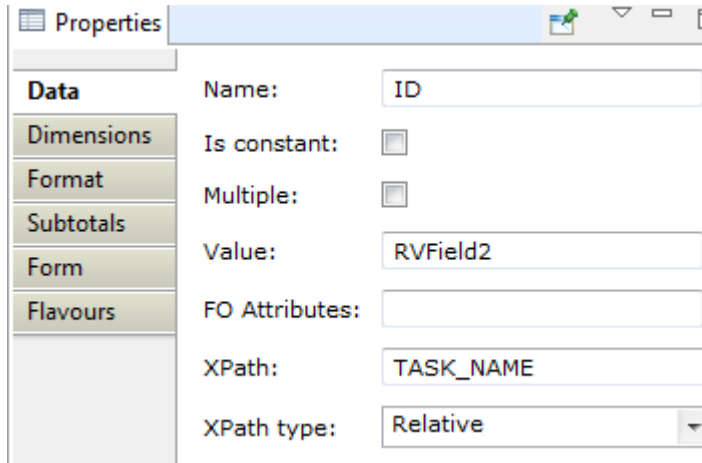 Properties
Data
Name: ID
Dimensions
Is constant:
Format
Multiple:
Subtotals
Value: RVField2
Form
Flavours
FO Attributes:
XPath: TASK_NAME
XPath type: Relative